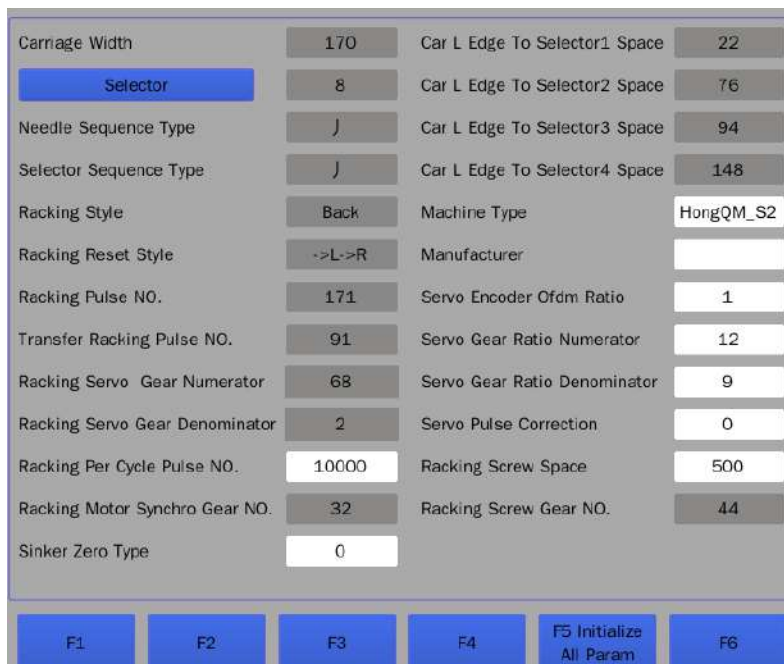 Carriage Width 170 Car L Edge To Selector1 Space 22
Selector 8 Car L Edge To Selector2 Space 76
Needle Sequence Type 丿 Car L Edge To Selector3 Space 94
Selector Sequence Type 丿 Car L Edge To Selector4 Space 148
Racking Style Back Machine Type HongQM_S2
Racking Reset Style ->L->R Manufacturer
Racking Pulse NO. 171 Servo Encoder Ofdm Ratio 1
Transfer Racking Pulse NO. 91 Servo Gear Ratio Numerator 12
Racking Servo Gear Numerator 68 Servo Gear Ratio Denominator 9
Racking Servo Gear Denominator 2 Servo Pulse Correction 0
Racking Per Cycle Pulse NO. 10000 Racking Screw Space 500
Racking Motor Synchro Gear NO. 32 Racking Screw Gear NO. 44
Sinker Zero Type 0
F1 F2 F3 F4 F5 Initialize All Param F6